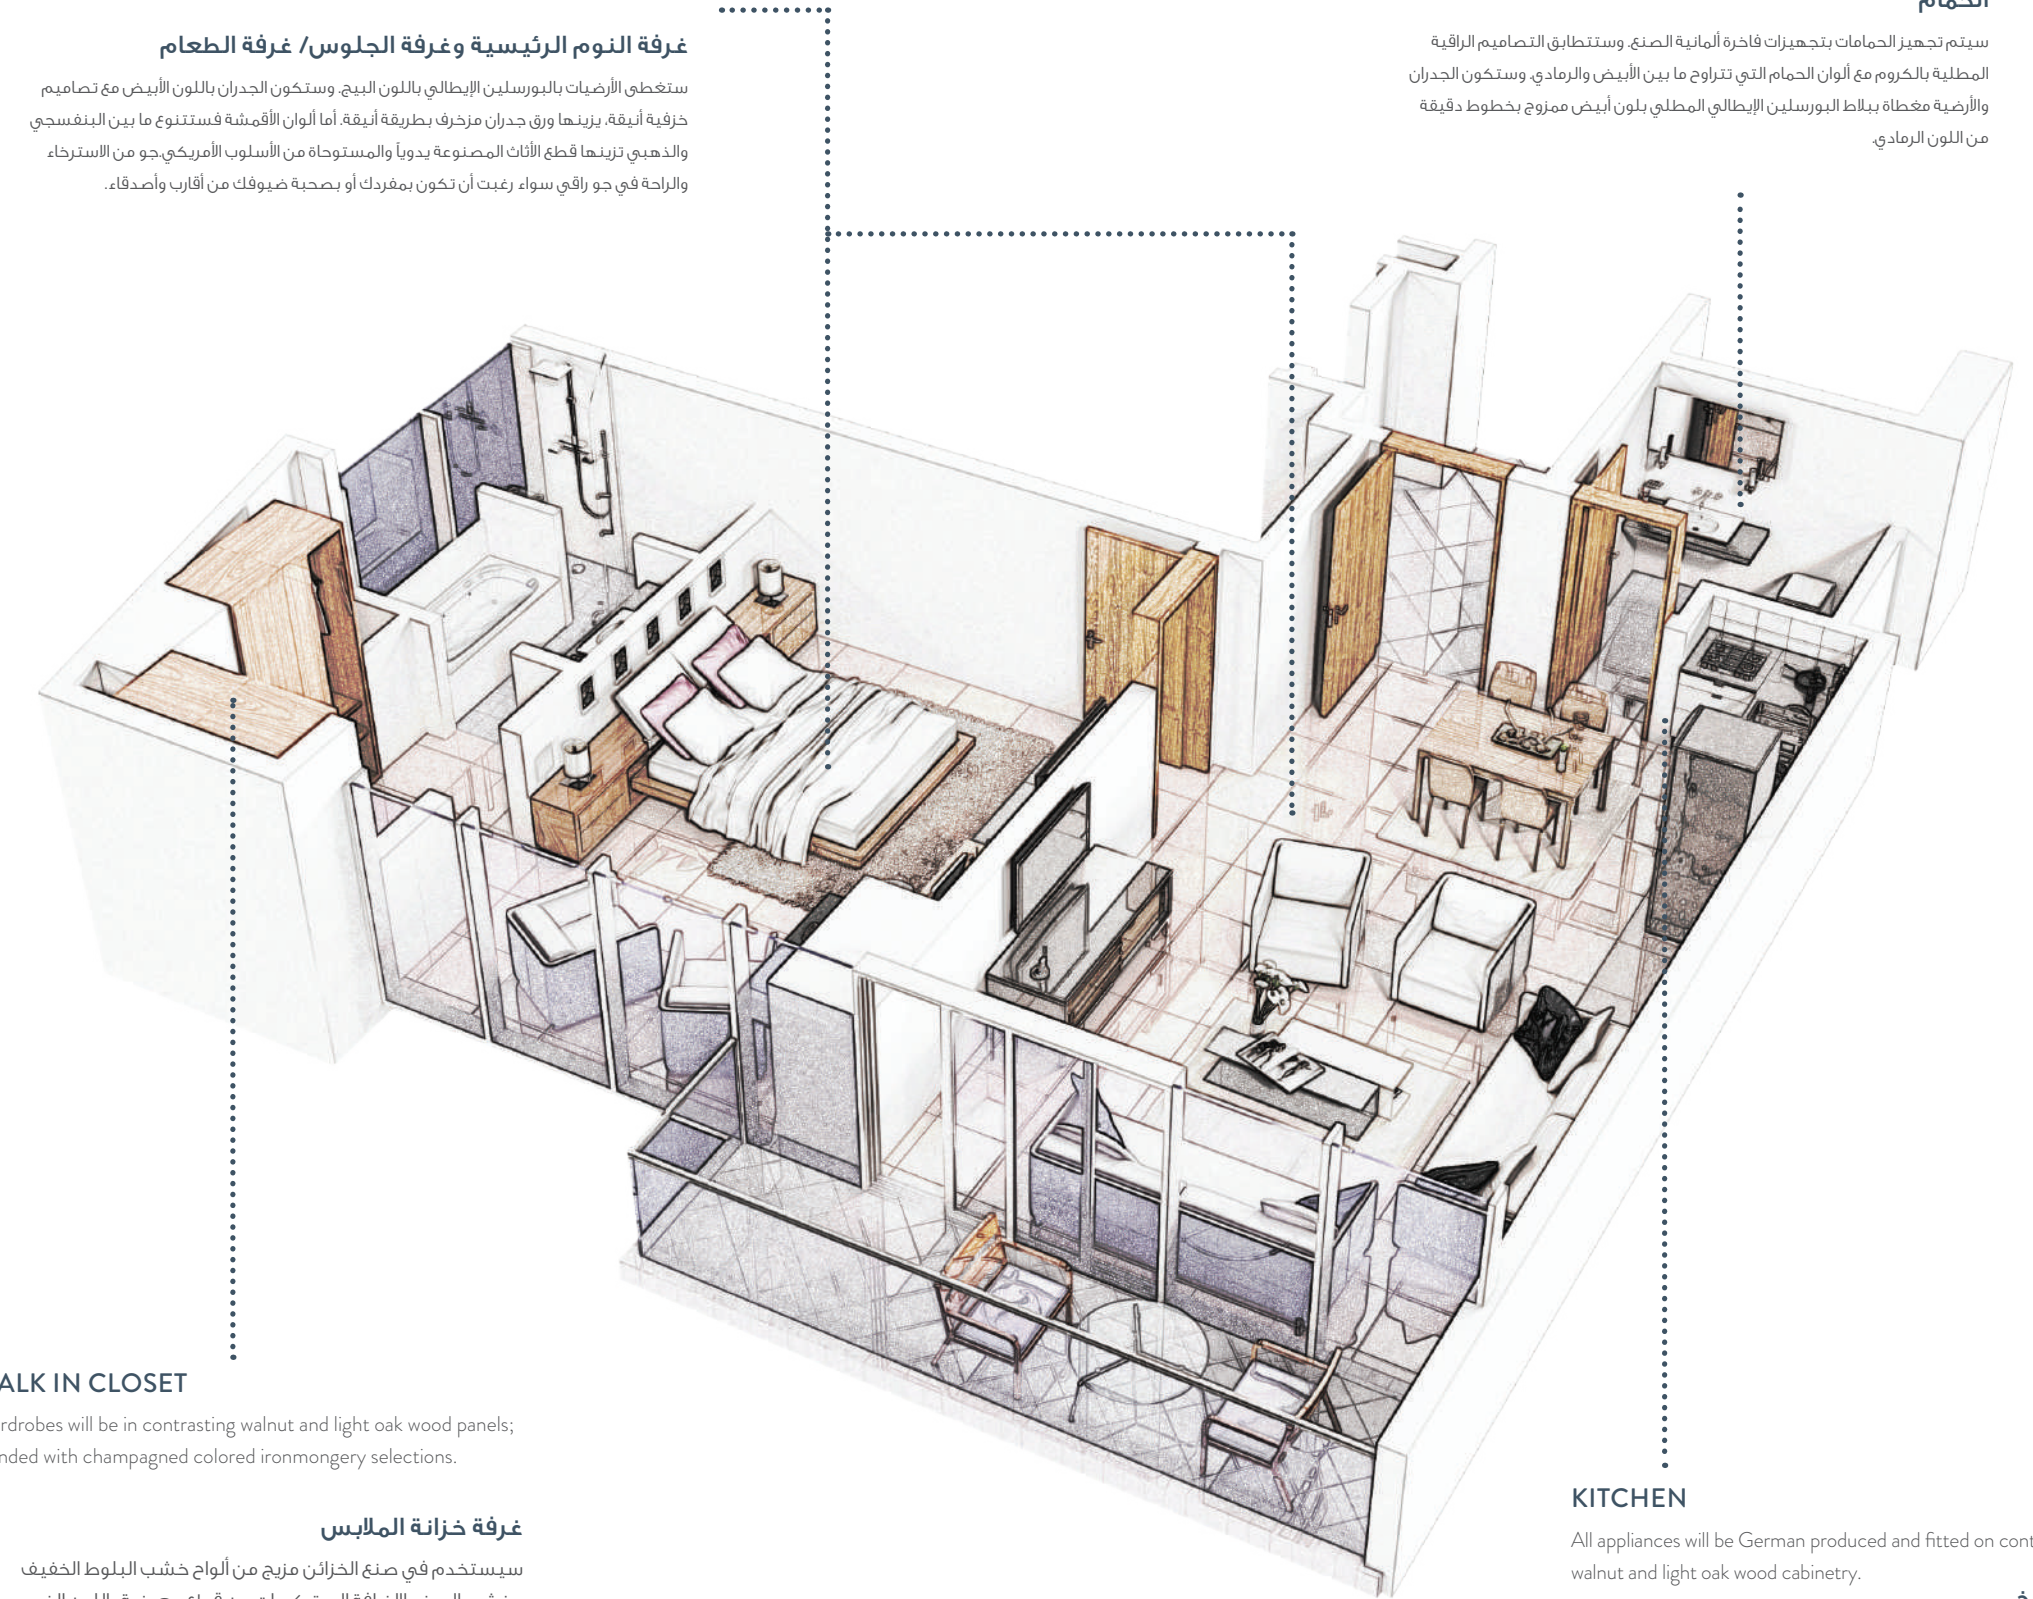 غرفة النوم الرئيسية وغرفة الجلوس/ غرفة الطعام
ستغطى الأرضيات بالبورسلين الإيطالي باللون البيج. وستكون الجدران باللون الأبيض مع تصاميم
خزفية أنيقة، يزينها ورق جدران مزخرف بطريقة أنيقة. أما ألوان الأقمشة فستتنوع ما بين البنفسجي
والذهبي تزينها قطع الأثاث المصنوعة يدوياً والمستوحاة من الأسلوب الأمريكي.جو من الاسترخاء
والراحة في جو راقي سواء رغبت أن تكون بمفردك أو بصحبة ضيوفك من أقارب وأصدقاء.
الحمام
سيتم تجهيز الحمامات بتجهيزات فاخرة ألمانية الصنع. وستتطابق التصاميم الراقية
المطلية بالكروم مع ألوان الحمام التي تتراوح ما بين الأبيض والرمادي. وستكون الجدران
والأرضية مغطاة ببلاط البورسلين الإيطالي المطلي بلون أبيض ممزوج بخطوط دقيقة
من اللون الرمادي.
ALK IN CLOSET
rdrobes will be in contrasting walnut and light oak wood panels;
nded with champagned colored ironmongery selections.
غرفة خزانة الملابس
سيستخدم في صنع الخزائن مزيج من ألواح خشب البلوط الخفيف
KITCHEN
All appliances will be German produced and fitted on cont
walnut and light oak wood cabinetry.